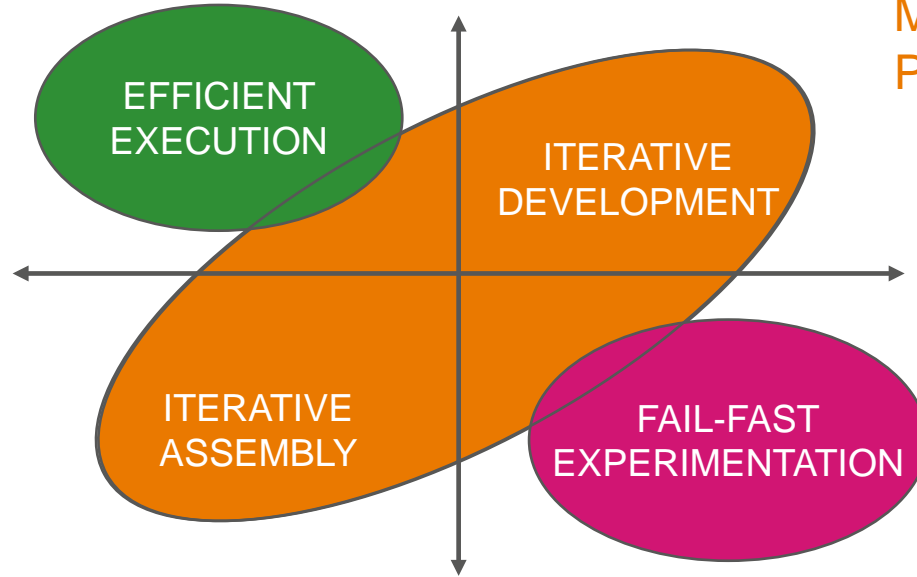 EFFICIENT
EXECUTION
ITERATIVE
DEVELOPMENT
ITERATIVE
ASSEMBLY
FAIL-FAST
EXPERIMENTATION